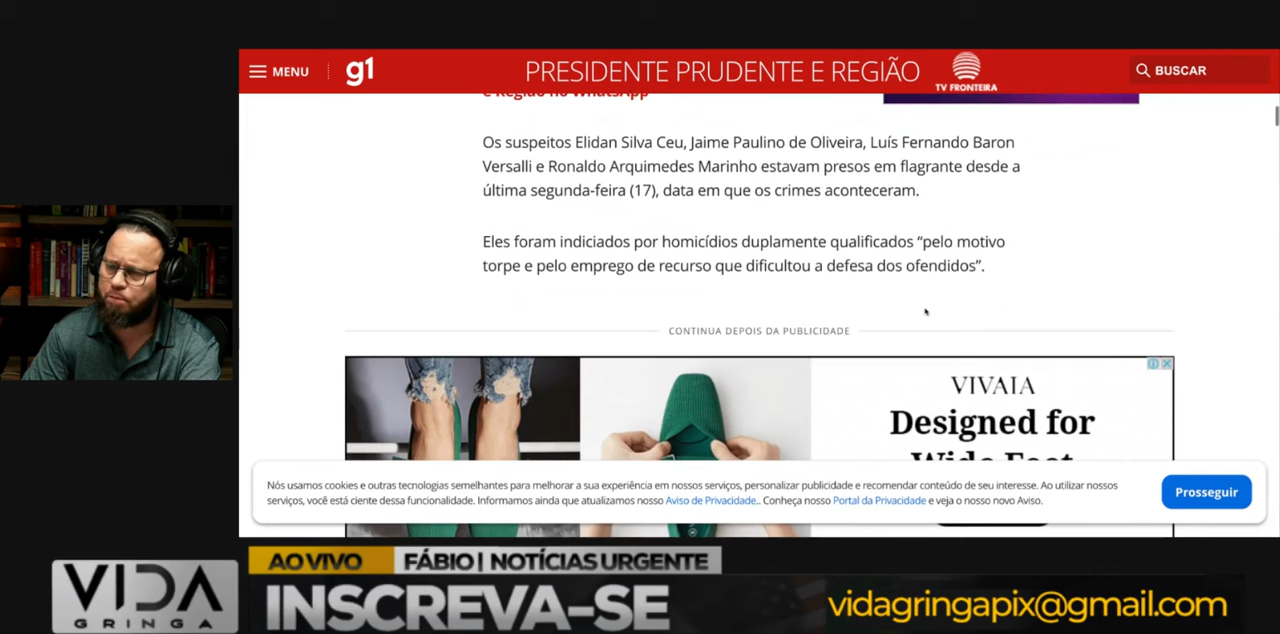 MENU
g1
PRESIDENTE PRUDENTE E REGIÃO
TV FRONTEIRA
BUSCAR
e Região no WhatsApp
Os suspeitos Elidan Silva Ceu, Jaime Paulino de Oliveira, Luís Fernando Baron
Versalli e Ronaldo Arquimedes Marinho estavam presos em flagrante desde a
última segunda-feira (17), data em que os crimes aconteceram.
Eles foram indiciados por homicídios duplamente qualificados “pelo motivo
torpe e pelo emprego de recurso que dificultou a defesa dos ofendidos”.
CONTINUA DEPOIS DA PUBLICIDADE
VIVAIA
Designed for
Wide Feet
Nós usamos cookies e outras tecnologias semelhantes para melhorar a sua experiência em nossos serviços, personalizar publicidade e recomendar conteúdo de seu interesse. Ao utilizar nossos
serviços, você está ciente dessa funcionalidade. Informamos ainda que atualizamos nosso Aviso de Privacidade.. Conheça nosso Portal da Privacidade e veja o nosso novo Aviso.
Prosseguir
VIDA
GRINGA
AO VIVO
FÁBIO | NOTÍCIAS URGENTE
INSCREVA-SE
vidagringapix@gmail.com